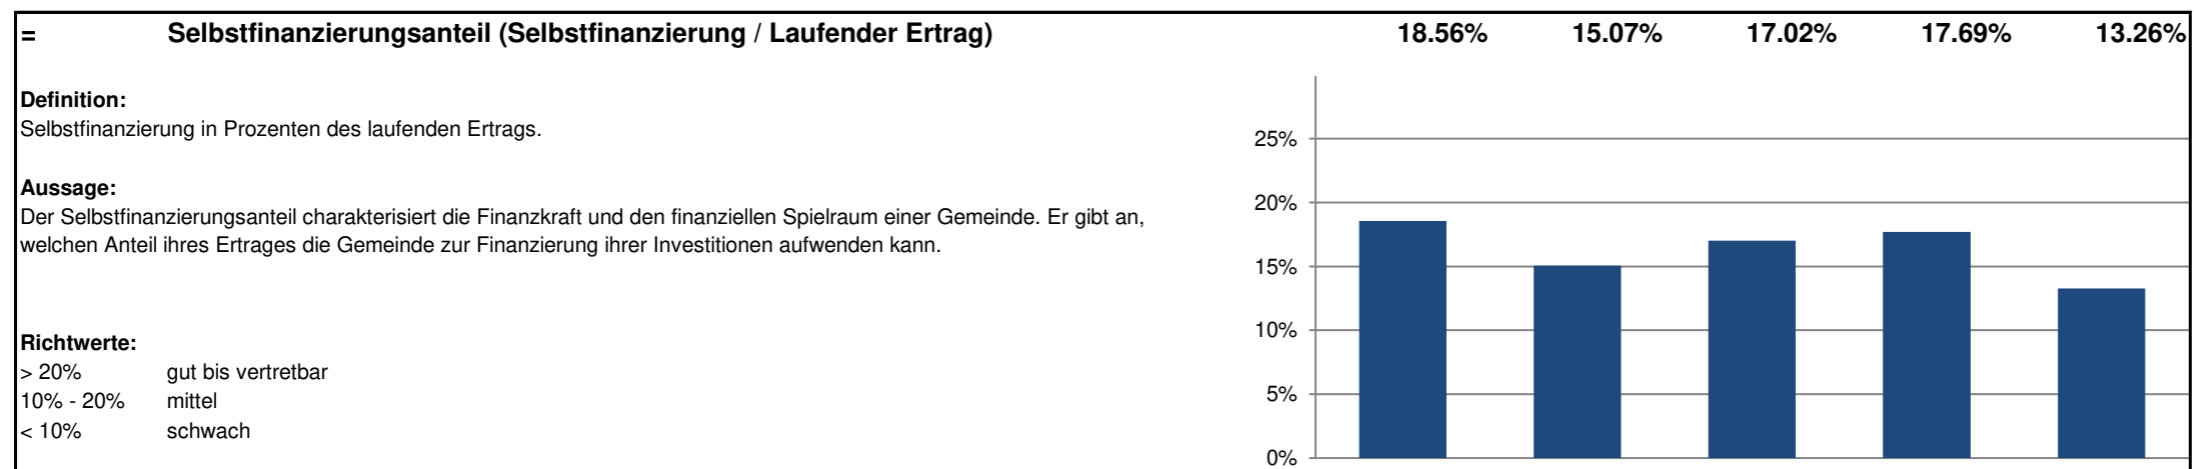 = Selbstfinanzierungsanteil (Selbstfinanzierung / Laufender Ertrag) 18.56% 15.07% 17.02% 17.69% 13.26%
Definition:
Selbstfinanzierung in Prozenten des laufenden Ertrags.
Aussage:
Der Selbstfinanzierungsanteil charakterisiert die Finanzkraft und den finanziellen Spielraum einer Gemeinde. Er gibt an,
welchen Anteil ihres Ertrages die Gemeinde zur Finanzierung ihrer Investitionen aufwenden kann.
Richtwerte:
> 20% gut bis vertretbar
10% - 20% mittel
< 10% schwach
25%
20%
15%
10%
5%
0%